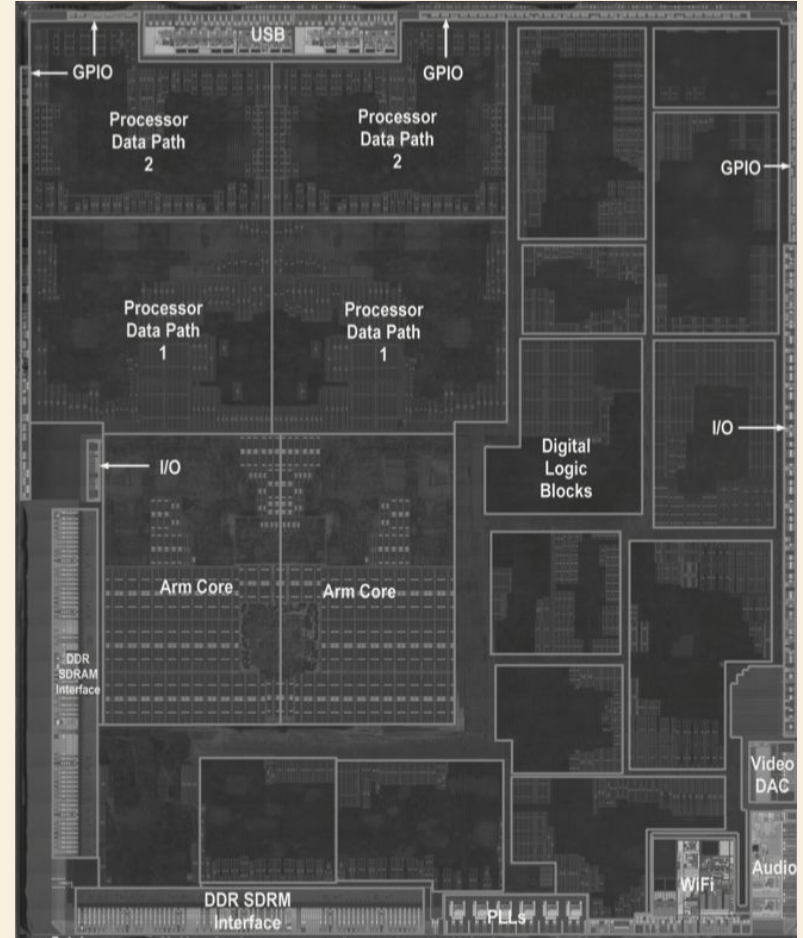 USB
GPIO
GPIO
Processor
Data Path
2
Processor
Data Path
2
GPIO
Processor
Data Path
1
Processor
Data Path
1
I/O
I/O
Digital
Logic
Blocks
Arm Core
Arm Core
DDR
SDRAM
Interface
Video
DAC
WiFi
Audio
DDR SDRM
Interface
PLLs